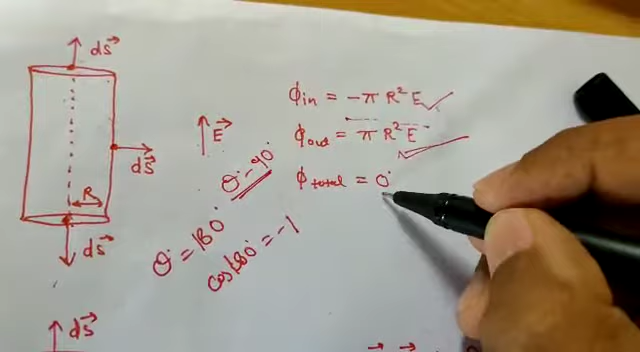 ds⃗
ϕin = -π R² E
E⃗
ϕout = π R² E
ds⃗
θ = 90°
ϕtotal = 0
R
θ = 180°
cos180° = -1
ds⃗
ds⃗